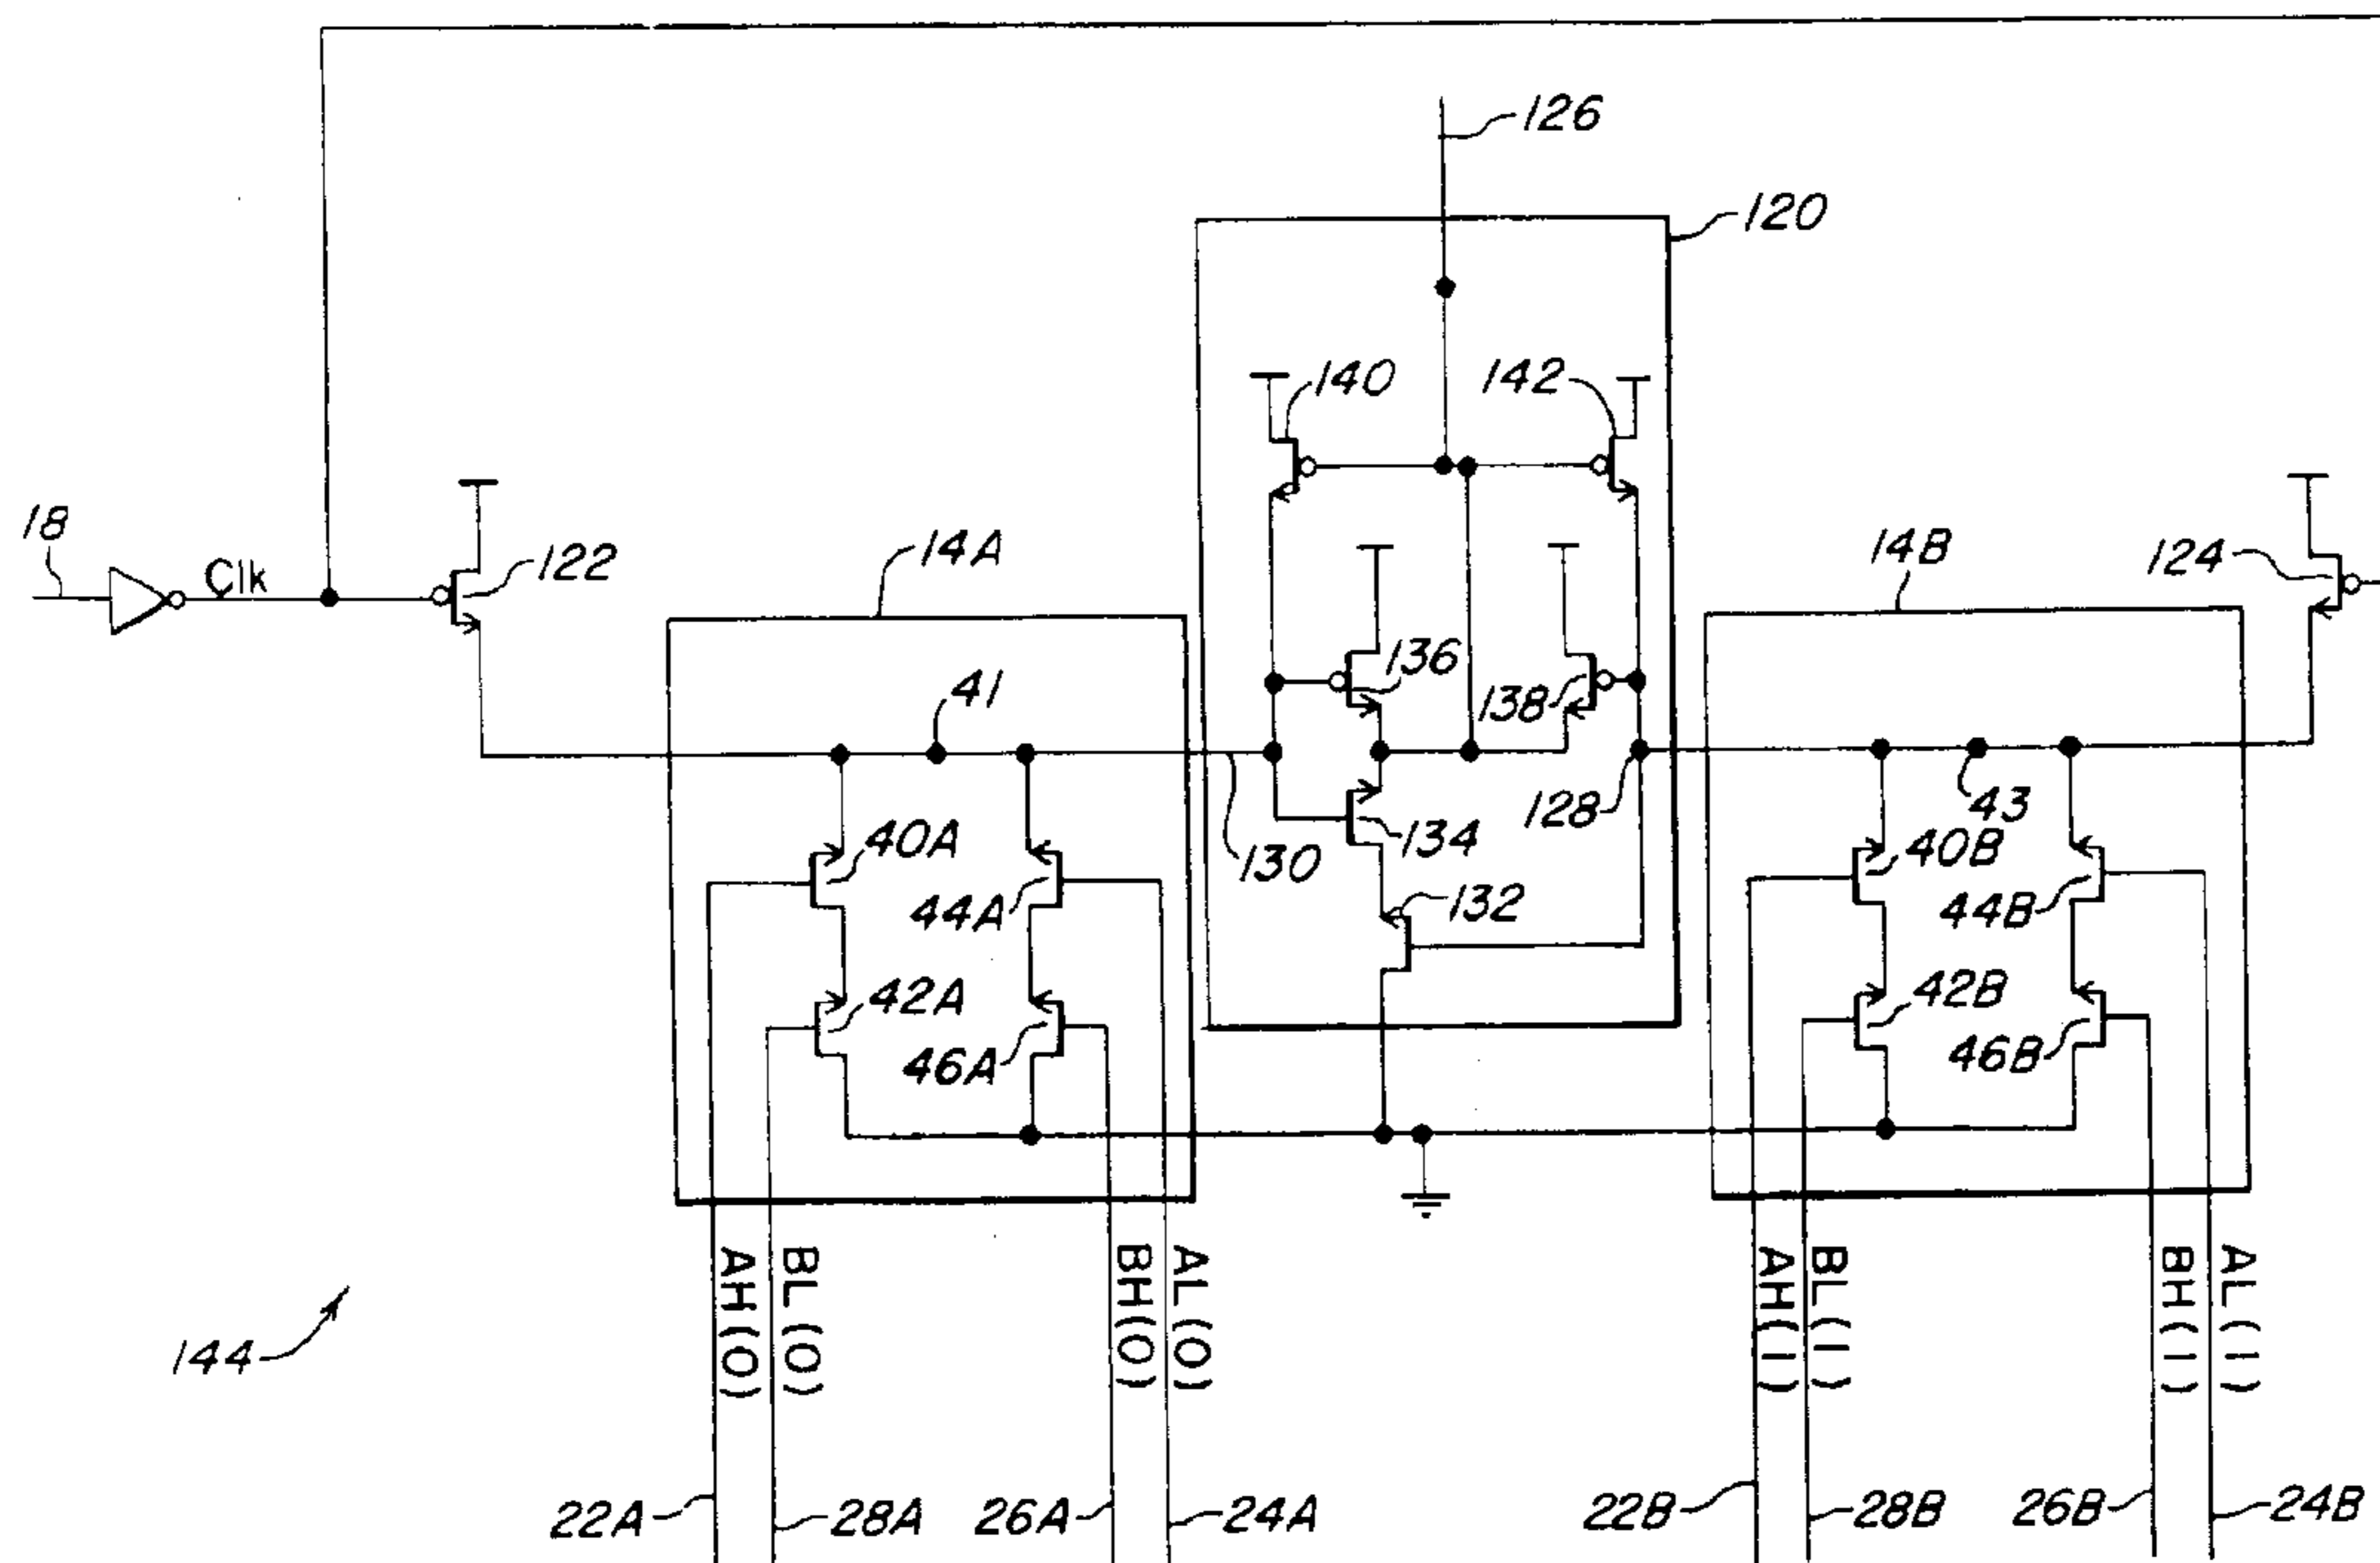 126
120
140
142
18
Clk
122
14A
14B
124
136
138
41
128
43
40A
134
40B
130
44A
132
44B
42A
42B
46A
46B
AH(0)
BL(0)
BH(0)
AL(0)
AH(1)
BL(1)
BH(1)
AL(1)
144
22A
28A
26A
24A
22B
28B
26B
24B